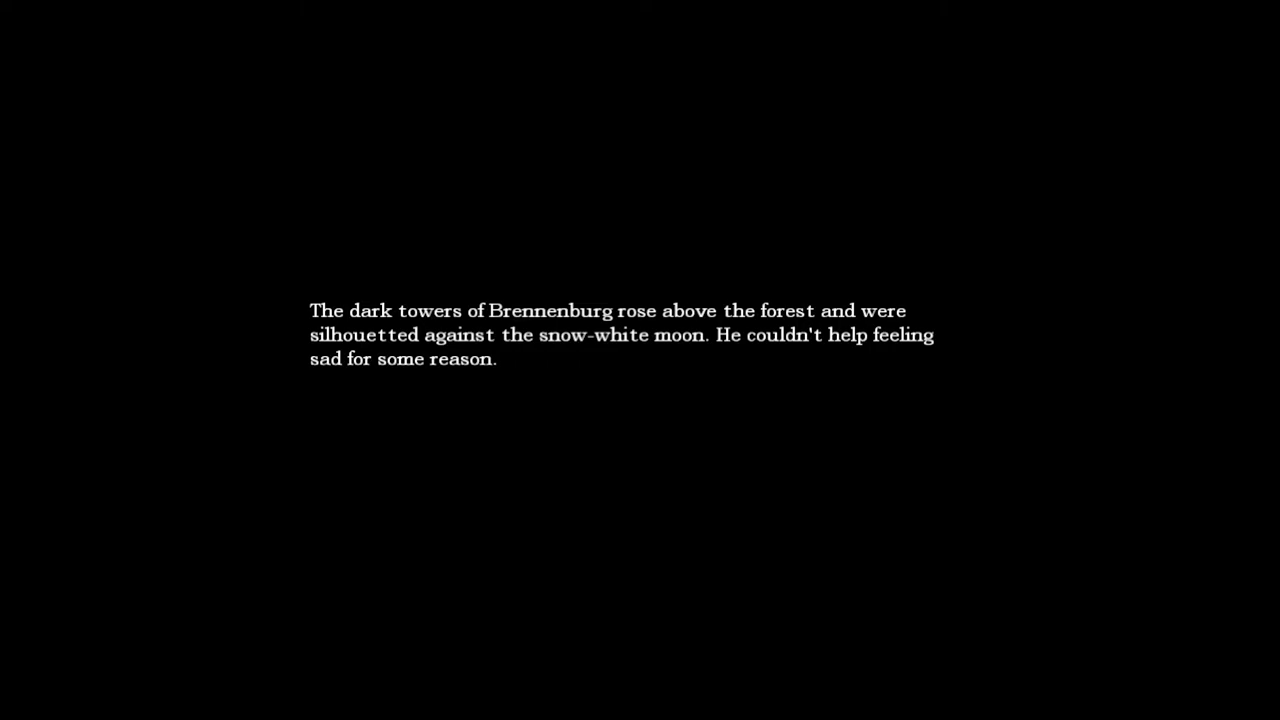 The dark towers of Brennenburg rose above the forest and were
silhouetted against the snow-white moon. He couldn't help feeling
sad for some reason.